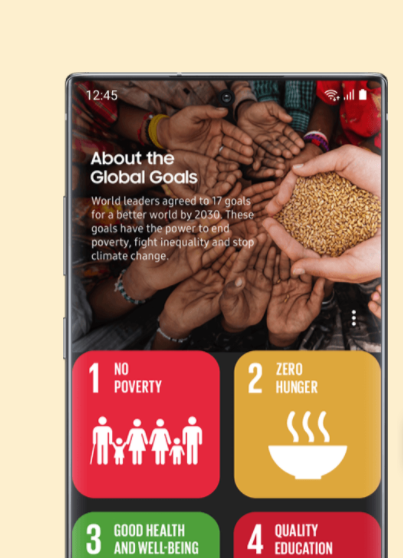 12:45
About the
Global Goals
World leaders agreed to 17 goals
for a better world by 2030. These
goals have the power to end
poverty, fight inequality and stop
climate change.
1 NO
POVERTY
2 ZERO
HUNGER
3 GOOD HEALTH
AND WELL-BEING
4 QUALITY
EDUCATION